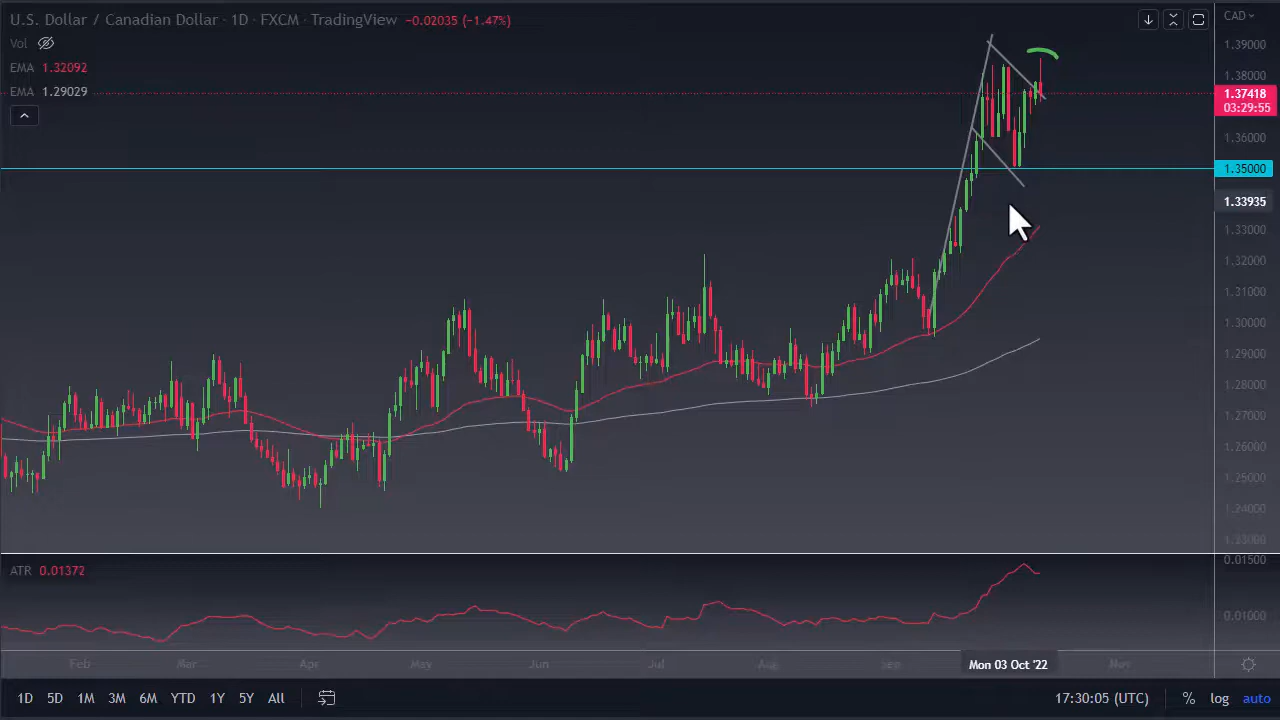 U.S. Dollar / Canadian Dollar · 1D · FXCM · TradingView −0.02035 (−1.47%)
CAD
Vol
EMA 1.32092
EMA 1.29029
1.39000
1.38000
1.37418
03:29:55
1.36000
1.35000
1.33935
1.33000
1.32000
1.31000
1.30000
1.29000
1.28000
1.27000
1.26000
1.25000
1.24000
1.23000
ATR 0.01372
0.01500
0.01000
Feb Mar Apr May Jun Jul Aug Sep Mon 03 Oct '22 Nov
1D 5D 1M 3M 6M YTD 1Y 5Y All 17:30:05 (UTC) % log auto